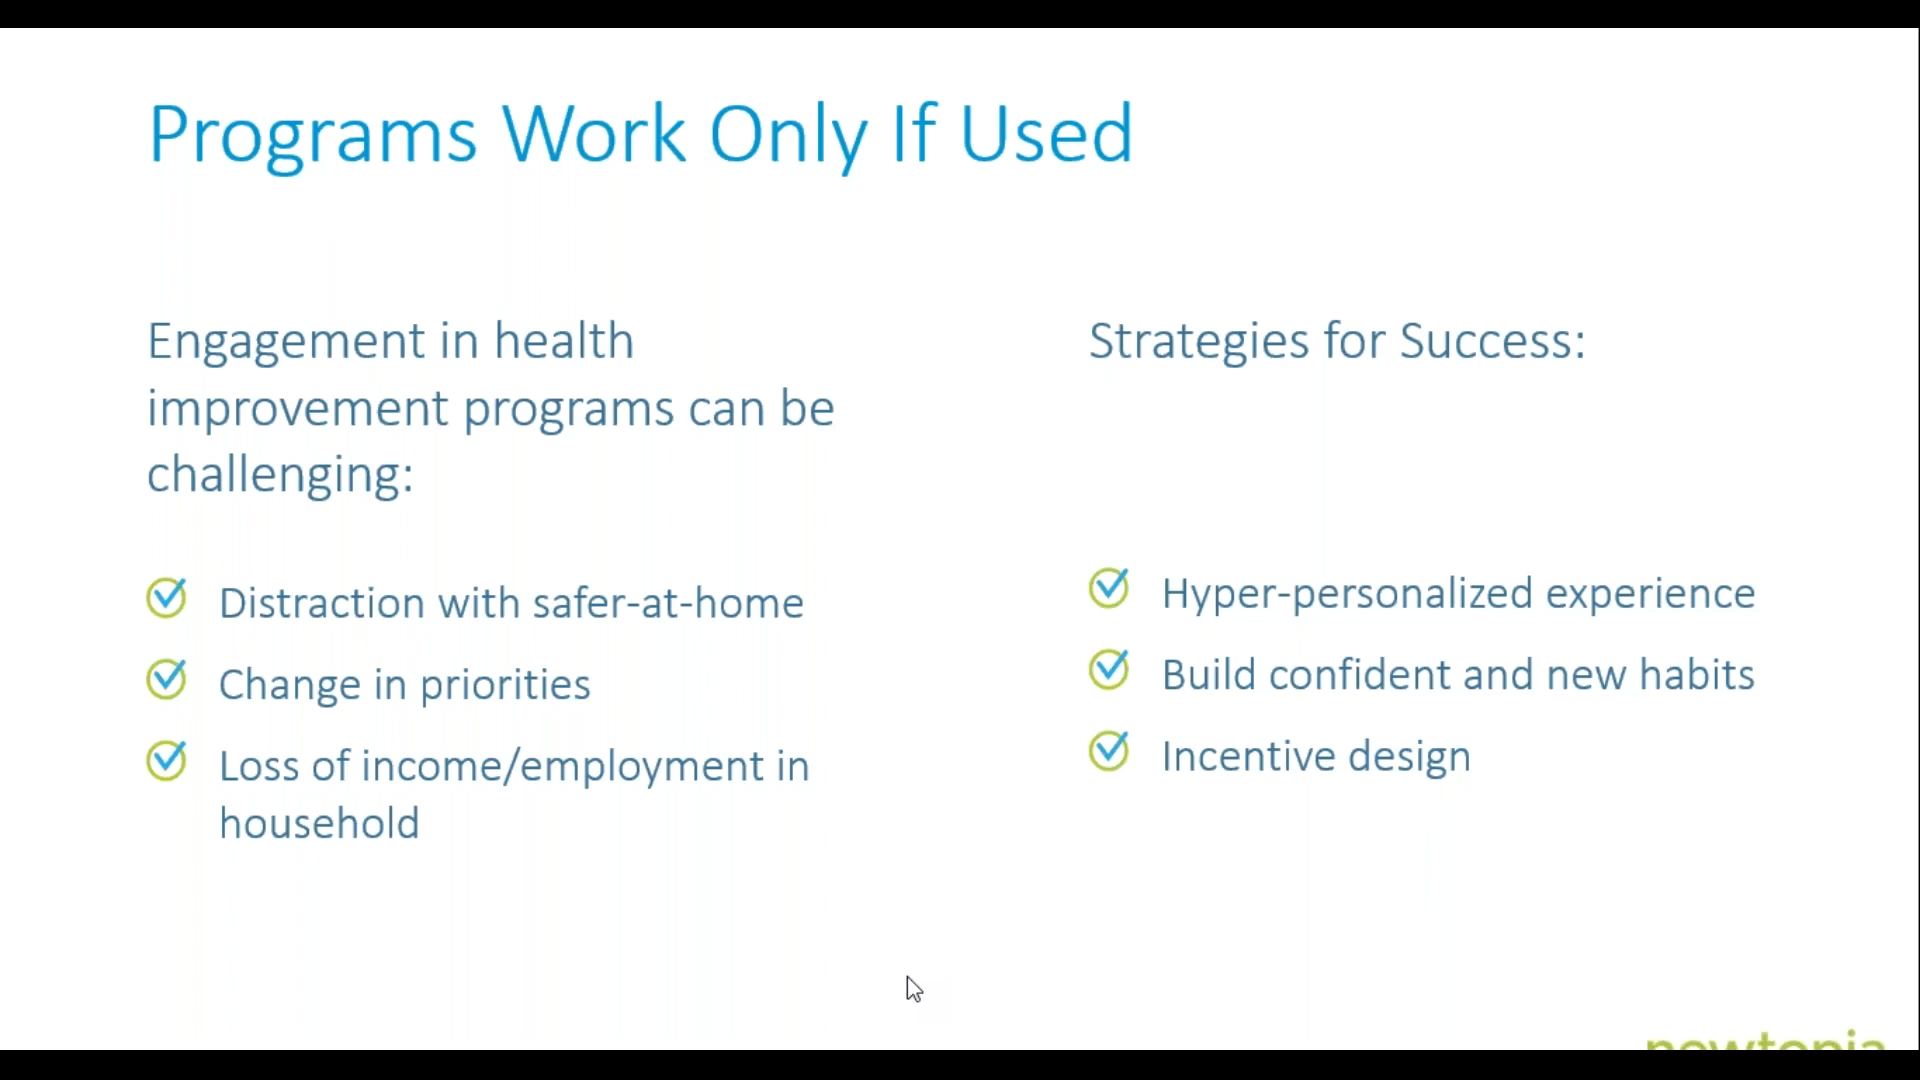 Programs Work Only If Used
Engagement in health
improvement programs can be
challenging:
Distraction with safer-at-home
Change in priorities
Loss of income/employment in
household
Strategies for Success:
Hyper-personalized experience
Build confident and new habits
Incentive design
newtopia